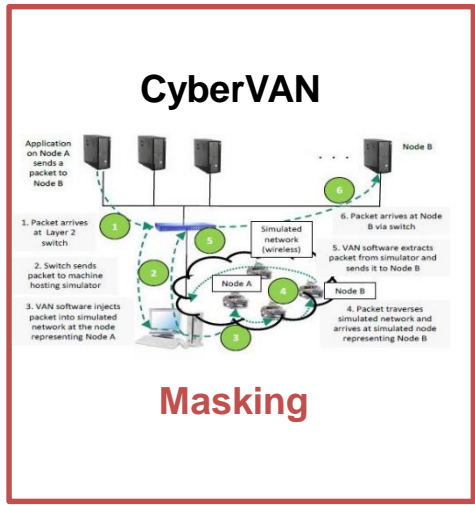 CyberVAN
Application
on Node A
sends a
packet to
Node B
. . .
Node B
6
1
1. Packet arrives
at Layer 2
switch
5
Simulated
network
(wireless)
6. Packet arrives at Node
B via switch
2. Switch sends
packet to machine
hosting simulator
2
5. VAN software extracts
packet from simulator and
sends it to Node B
Node A
4
Node B
3. VAN software injects
packet into simulated
network at the node
representing Node A
3
4. Packet traverses
simulated network and
arrives at simulated node
representing Node B
Masking